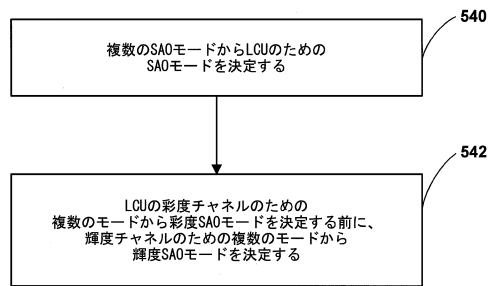 540
複数のSAOモードからLCUのための
SAOモードを決定する
542
LCUの彩度チャネルのための
複数のモードから彩度SAOモードを決定する前に、
輝度チャネルのための複数のモードから
輝度SAOモードを決定する